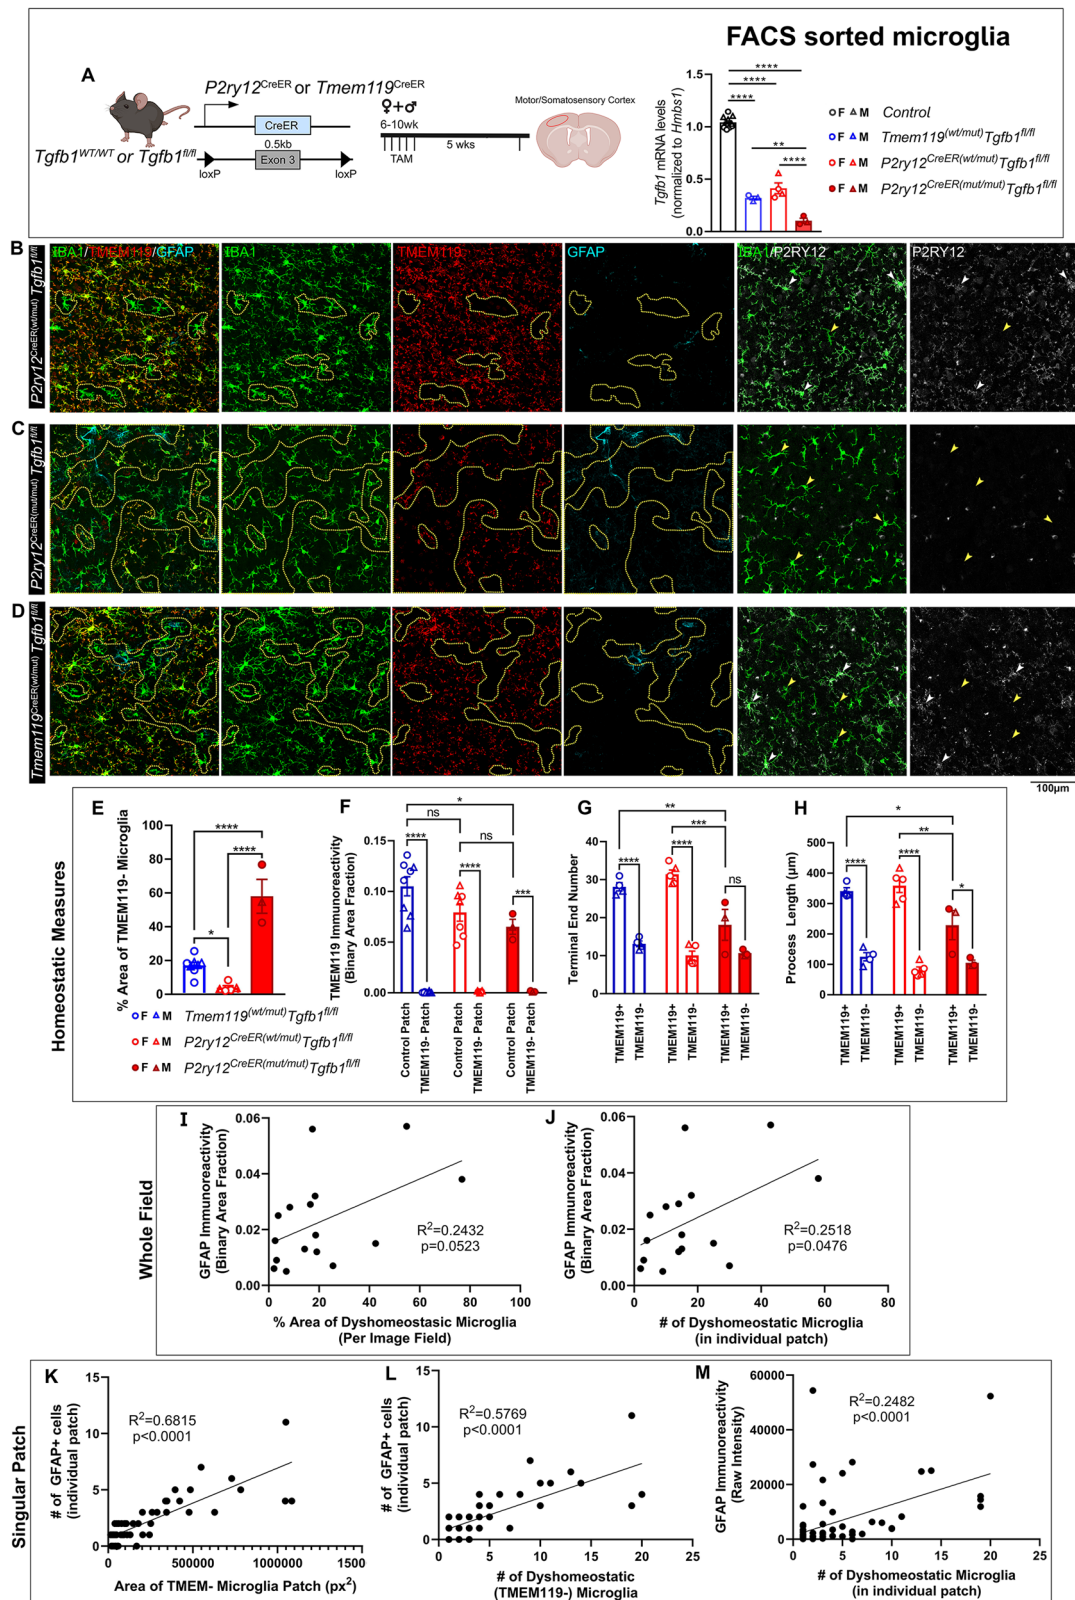 FACS sorted microglia
A
P2ry12CreER or Tmem119CreER
CreER
0.5kb
Exon 3
loxP
loxP
Tgfb1WT/WT or Tgfb1fl/fl
♀+♂
6-10wk
TAM
5 wks
Motor/Somatosensory Cortex
Tgfb1 mRNA levels
(normalized to Hmbs1)
1.5
1.0
0.5
0.0
****
****
****
**
****
F M Control
F M Tmem119(wt/mut)Tgfb1fl/fl
F M P2ry12CreER(wt/mut)Tgfb1fl/fl
F M P2ry12CreER(mut/mut)Tgfb1fl/fl
B
P2ry12CreER(wt/mut)Tgfb1fl/fl
IBA1/TMEM119/GFAP
IBA1
TMEM119
GFAP
IBA1/P2RY12
P2RY12
C
P2ry12CreER(mut/mut)Tgfb1fl/fl
D
Tmem119CreER(wt/mut)Tgfb1fl/fl
100µm
Homeostatic Measures
E
% Area of TMEM119- Microglia
100
80
60
40
20
0
****
****
*
F M Tmem119(wt/mut)Tgfb1fl/fl
F M P2ry12CreER(wt/mut)Tgfb1fl/fl
F M P2ry12CreER(mut/mut)Tgfb1fl/fl
F
TMEM119 Immunoreactivity
(Binary Area Fraction)
0.15
0.10
0.05
0.00
*
ns
ns
****
****
***
Control Patch
TMEM119- Patch
Control Patch
TMEM119- Patch
Control Patch
TMEM119- Patch
G
Terminal End Number
40
30
20
10
0
**
***
****
****
ns
TMEM119+
TMEM119-
TMEM119+
TMEM119-
TMEM119+
TMEM119-
H
Process Length (µm)
500
400
300
200
100
0
*
**
****
****
*
TMEM119+
TMEM119-
TMEM119+
TMEM119-
TMEM119+
TMEM119-
Whole Field
I
GFAP Immunoreactivity
(Binary Area Fraction)
0.06
0.04
0.02
0.00
R2=0.2432
p=0.0523
0 20 40 60 80 100
% Area of Dyshomeostasic Microglia
(Per Image Field)
J
GFAP Immunoreactivity
(Binary Area Fraction)
0.06
0.04
0.02
0.00
R2=0.2518
p=0.0476
0 20 40 60 80
# of Dyshomeostatic Microglia
(in individual patch)
Singular Patch
K
# of GFAP+ cells
(individual patch)
15
10
5
0
R2=0.6815
p<0.0001
0 500000 1000000 1500
Area of TMEM- Microglia Patch (px2)
L
# of GFAP+ cells
(individual patch)
15
10
5
0
R2=0.5769
p<0.0001
0 5 10 15 20 25
# of Dyshomeostatic
(TMEM119-) Microglia
M
GFAP Immunoreactivity
(Raw Intensity)
60000
40000
20000
0
R2=0.2482
p<0.0001
0 5 10 15 20 25
# of Dyshomeostatic Microglia
(in individual patch)